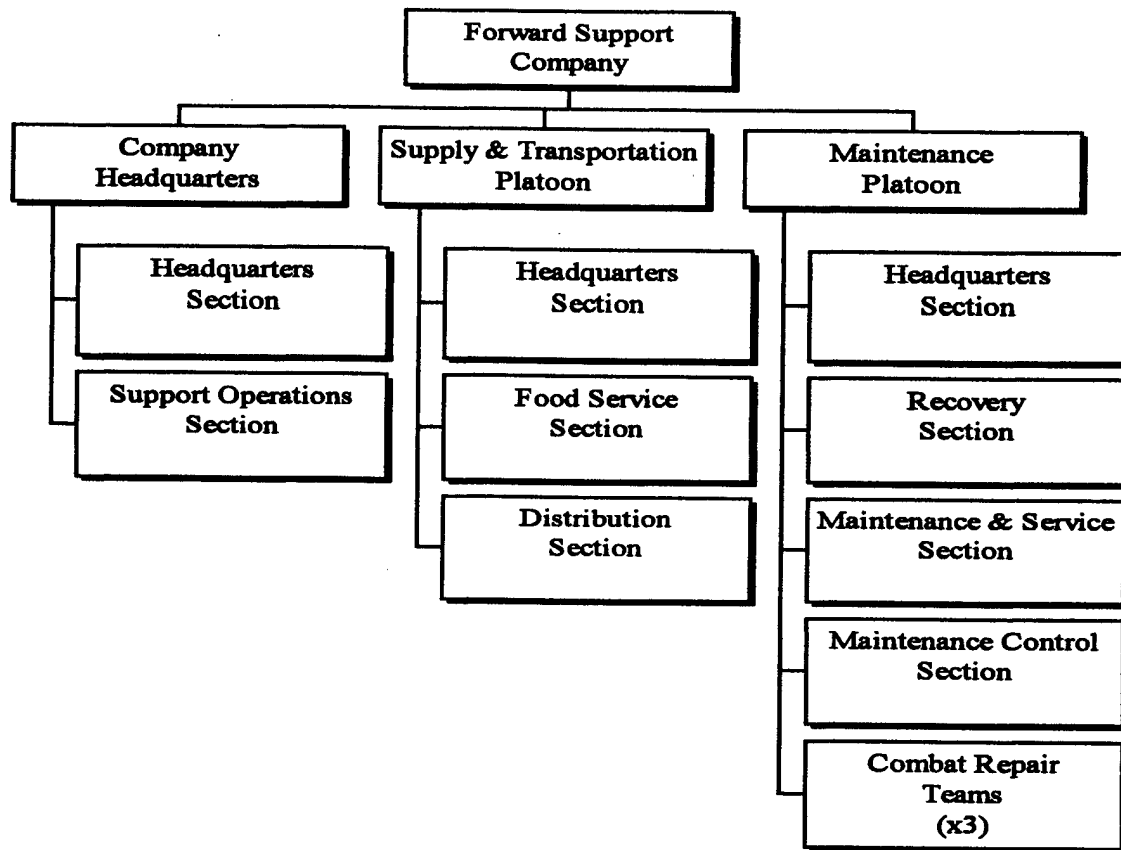 Forward Support
Company
Company
Headquarters
Supply & Transportation
Platoon
Maintenance
Platoon
Headquarters
Section
Support Operations
Section
Headquarters
Section
Food Service
Section
Distribution
Section
Headquarters
Section
Recovery
Section
Maintenance & Service
Section
Maintenance Control
Section
Combat Repair
Teams
(x3)